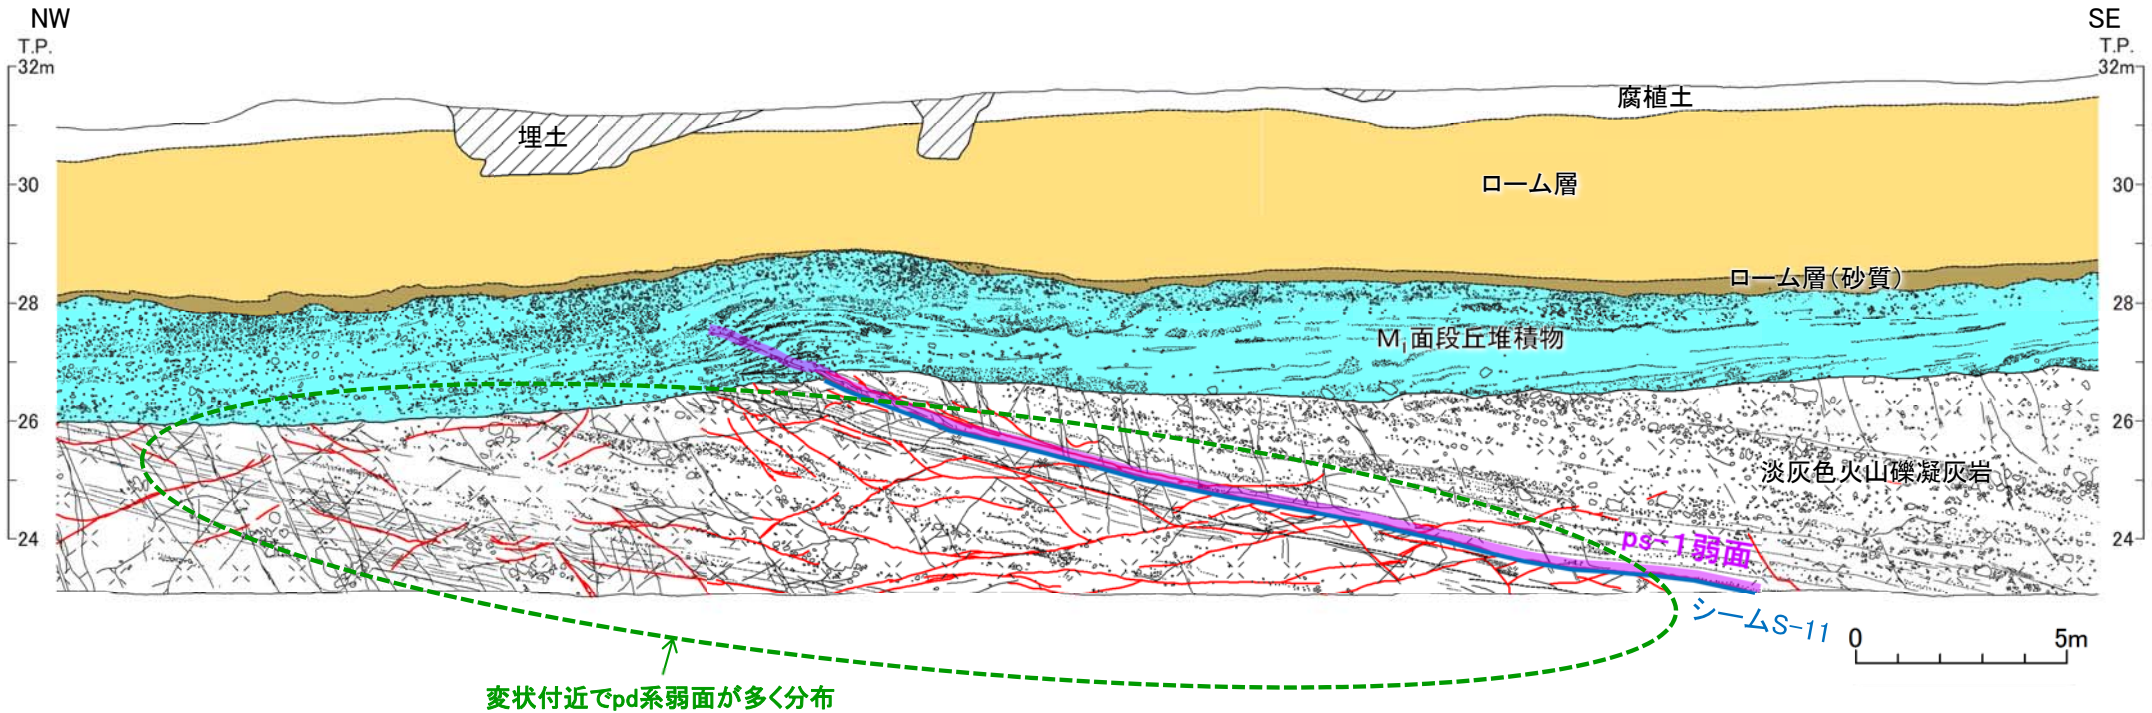 NW
SE
T.P.
T.P.
32m
32m
腐植土
埋土
30
ローム層
30
ローム層(砂質)
28
28
M₁面段丘堆積物
26
26
淡灰色火山礫凝灰岩
24
ps-1弱面
24
シームS-11
0
5m
変状付近でpd系弱面が多く分布